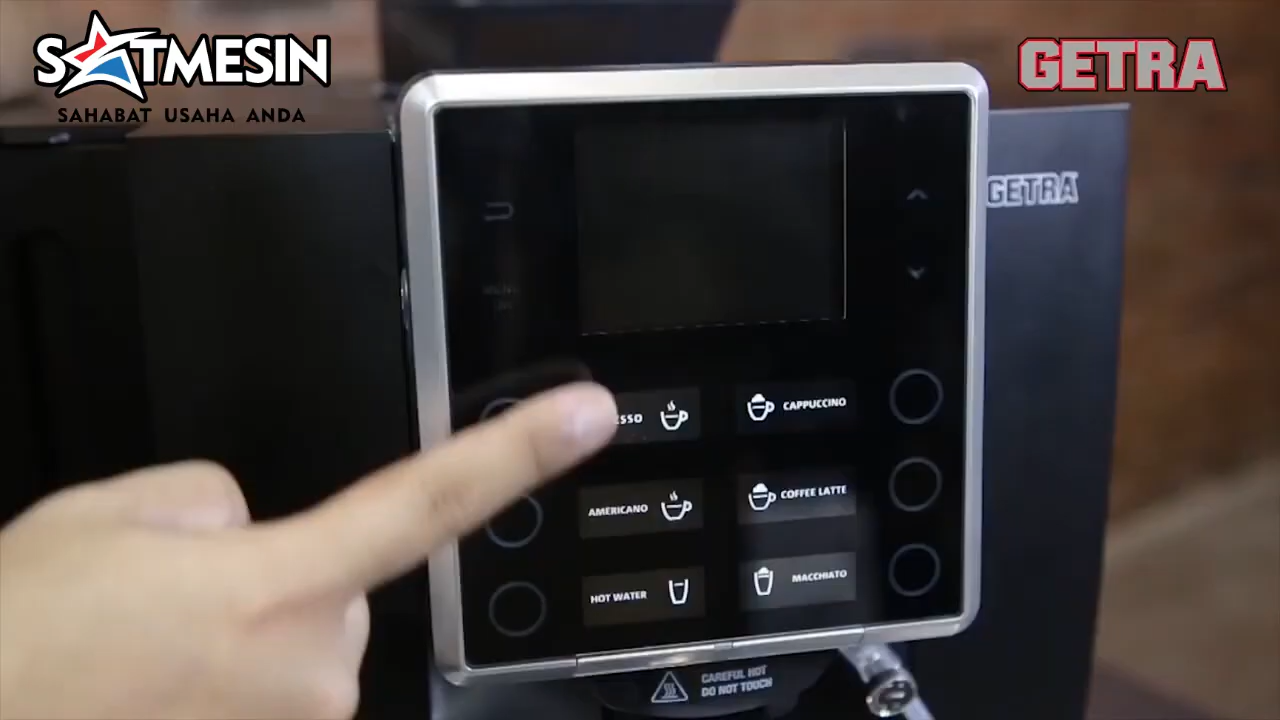 SATMESIN
SAHABAT USAHA ANDA
GETRA
GETRA
ESSO
CAPPUCCINO
AMERICANO
COFFEE LATTE
HOT WATER
MACCHIATO
CAREFUL HOT
DO NOT TOUCH